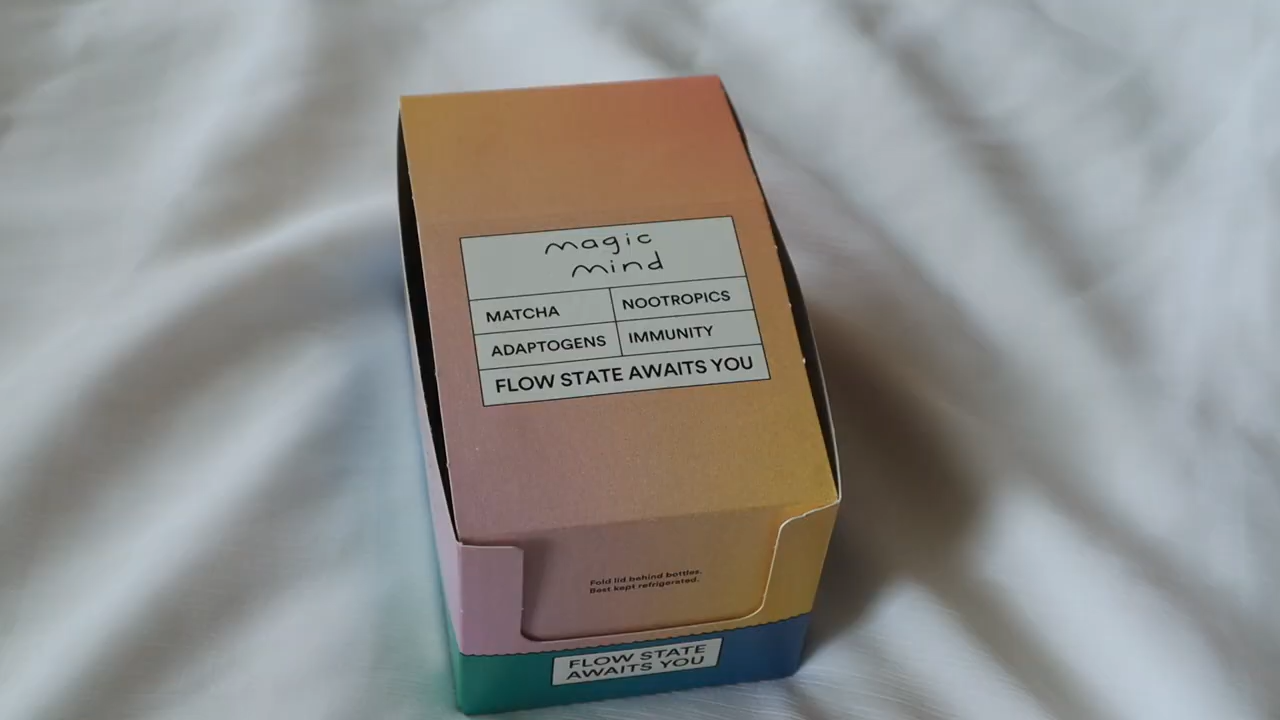 magic
mind
MATCHA
NOOTROPICS
ADAPTOGENS
IMMUNITY
FLOW STATE AWAITS YOU
Fold lid behind bottles.
Best kept refrigerated.
FLOW STATE
AWAITS YOU